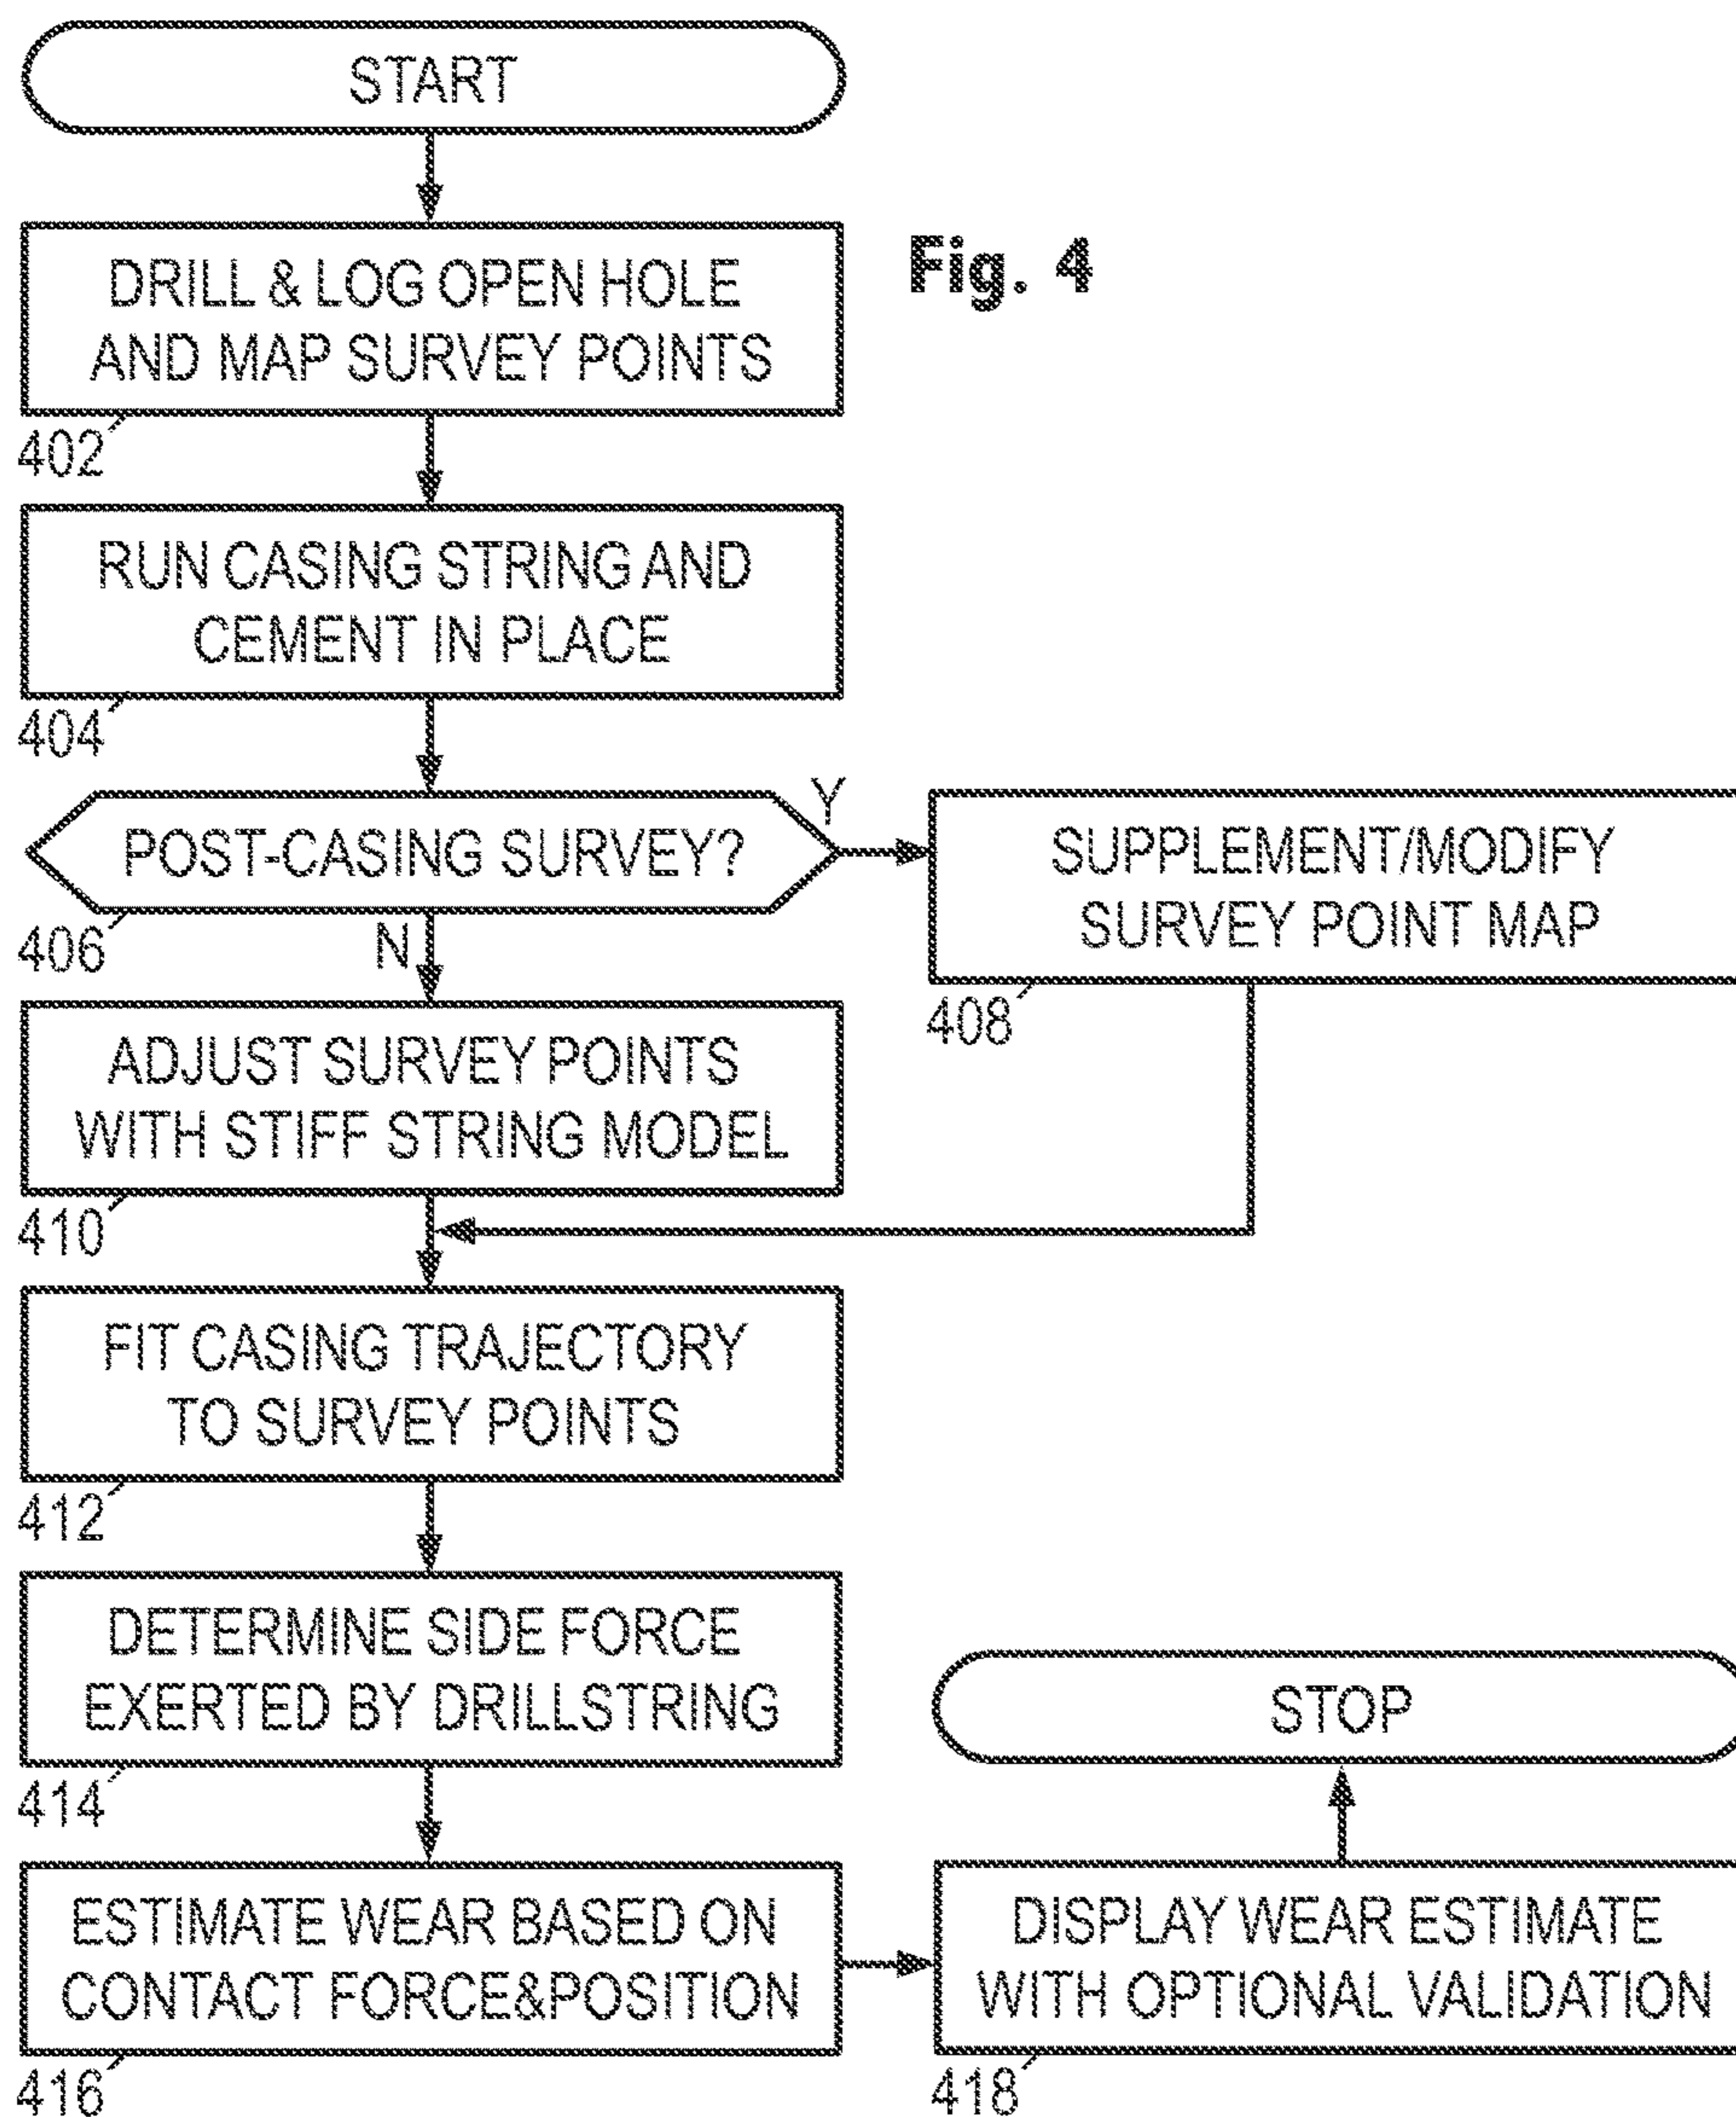 START
Fig. 4
DRILL & LOG OPEN HOLE
AND MAP SURVEY POINTS
402
RUN CASING STRING AND
CEMENT IN PLACE
404
POST-CASING SURVEY?
Y
406
N
SUPPLEMENT/MODIFY
SURVEY POINT MAP
408
ADJUST SURVEY POINTS
WITH STIFF STRING MODEL
410
FIT CASING TRAJECTORY
TO SURVEY POINTS
412
DETERMINE SIDE FORCE
EXERTED BY DRILLSTRING
414
ESTIMATE WEAR BASED ON
CONTACT FORCE&POSITION
416
DISPLAY WEAR ESTIMATE
WITH OPTIONAL VALIDATION
418
STOP